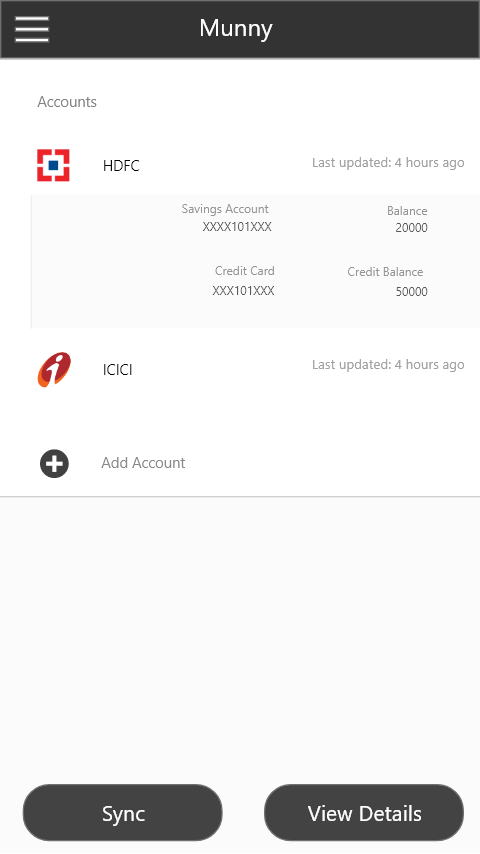 Munny
Accounts
HDFC
Last updated: 4 hours ago
Savings Account
Balance
XXXX101XXX
20000
Credit Card
Credit Balance
XXX101XXX
50000
ICICI
Last updated: 4 hours ago
Add Account
Sync
View Details